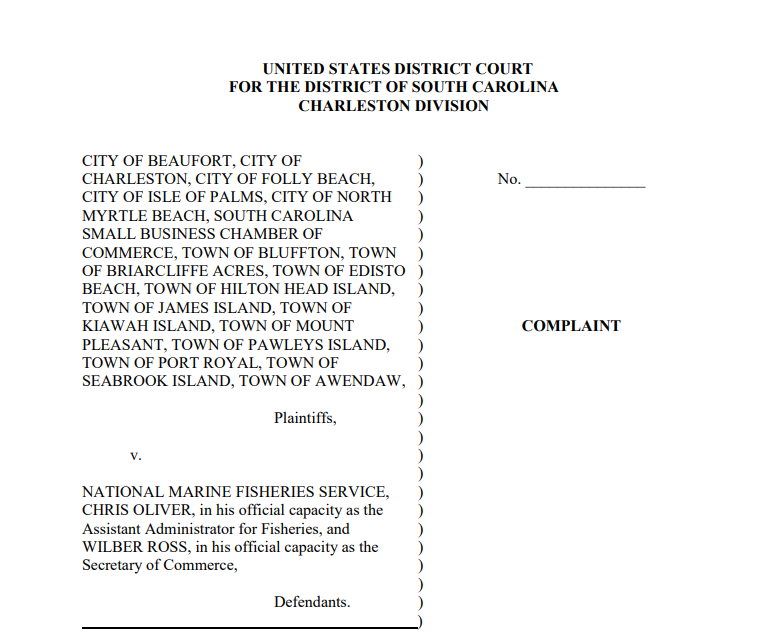 UNITED STATES DISTRICT COURT
FOR THE DISTRICT OF SOUTH CAROLINA
CHARLESTON DIVISION
CITY OF BEAUFORT, CITY OF )
CHARLESTON, CITY OF FOLLY BEACH, ) No. _______________
CITY OF ISLE OF PALMS, CITY OF NORTH )
MYRTLE BEACH, SOUTH CAROLINA )
SMALL BUSINESS CHAMBER OF )
COMMERCE, TOWN OF BLUFFTON, TOWN )
OF BRIARCLIFFE ACRES, TOWN OF EDISTO )
BEACH, TOWN OF HILTON HEAD ISLAND, )
TOWN OF JAMES ISLAND, TOWN OF )
KIAWAH ISLAND, TOWN OF MOUNT ) COMPLAINT
PLEASANT, TOWN OF PAWLEYS ISLAND, )
TOWN OF PORT ROYAL, TOWN OF )
SEABROOK ISLAND, TOWN OF AWENDAW, )
)
Plaintiffs, )
)
v. )
)
NATIONAL MARINE FISHERIES SERVICE, )
CHRIS OLIVER, in his official capacity as the )
Assistant Administrator for Fisheries, and )
WILBER ROSS, in his official capacity as the )
Secretary of Commerce, )
)
Defendants. )
)